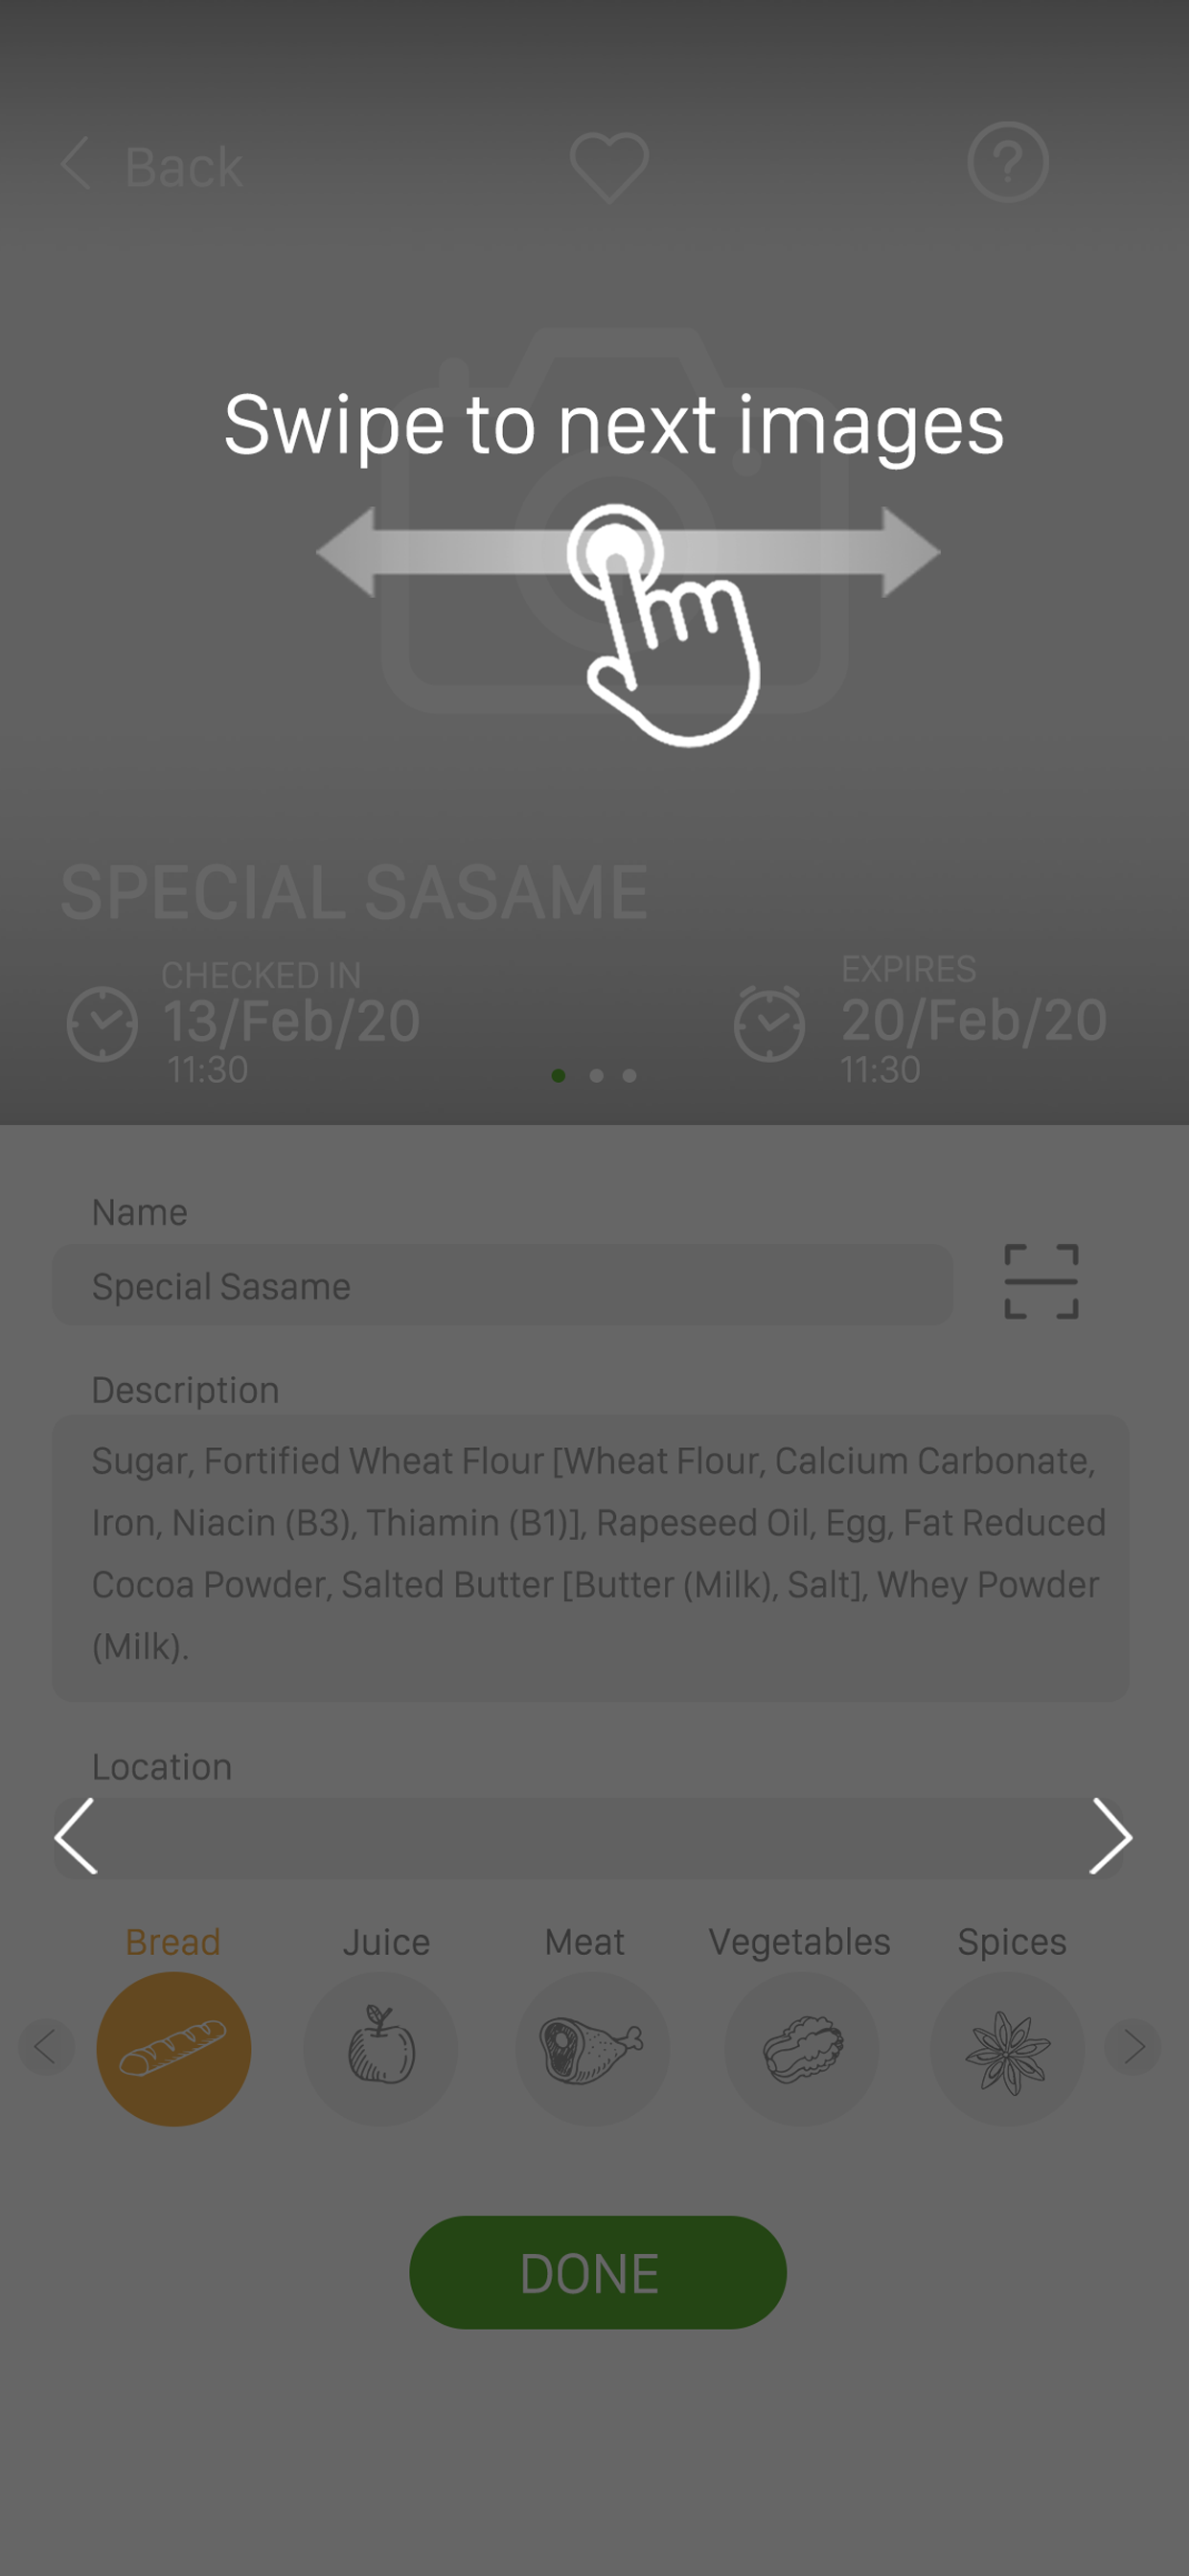 Back
?
Swipe to next images
SPECIAL SASAME
CHECKED IN
13/Feb/20
11:30
EXPIRES
20/Feb/20
11:30
Name
Special Sasame
Description
Sugar, Fortified Wheat Flour [Wheat Flour, Calcium Carbonate,
Iron, Niacin (B3), Thiamin (B1)], Rapeseed Oil, Egg, Fat Reduced
Cocoa Powder, Salted Butter [Butter (Milk), Salt], Whey Powder
(Milk).
Location
Bread Juice Meat Vegetables Spices
DONE